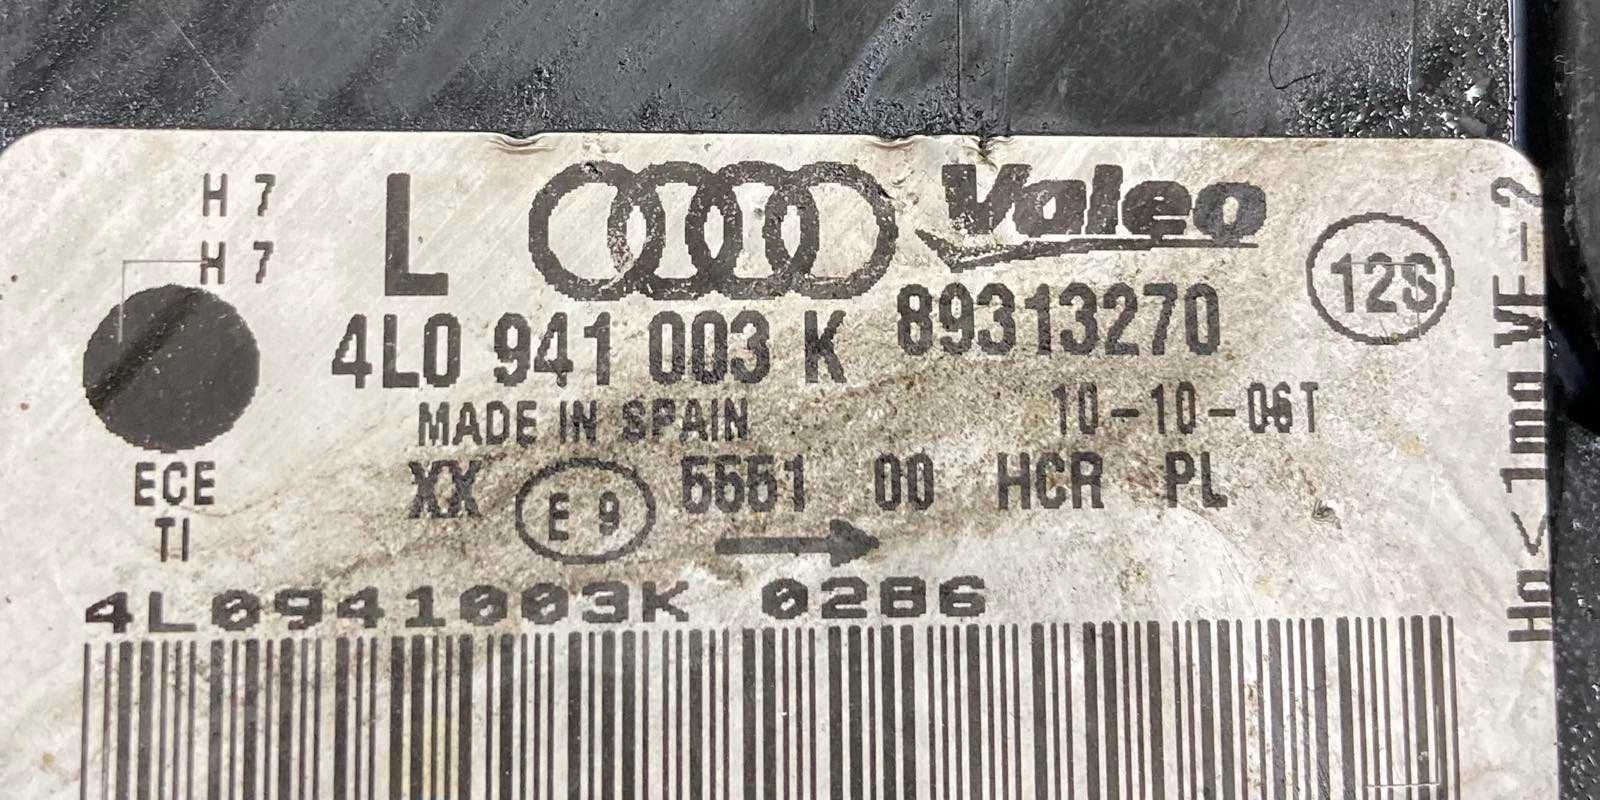 H 7
H 7
L
Valeo
4L0 941 003 K
89313270
12S
MADE IN SPAIN
10-10-06T
XX
E 9
5551 00 HCR PL
ECE
TI
4L0941003K 02B6